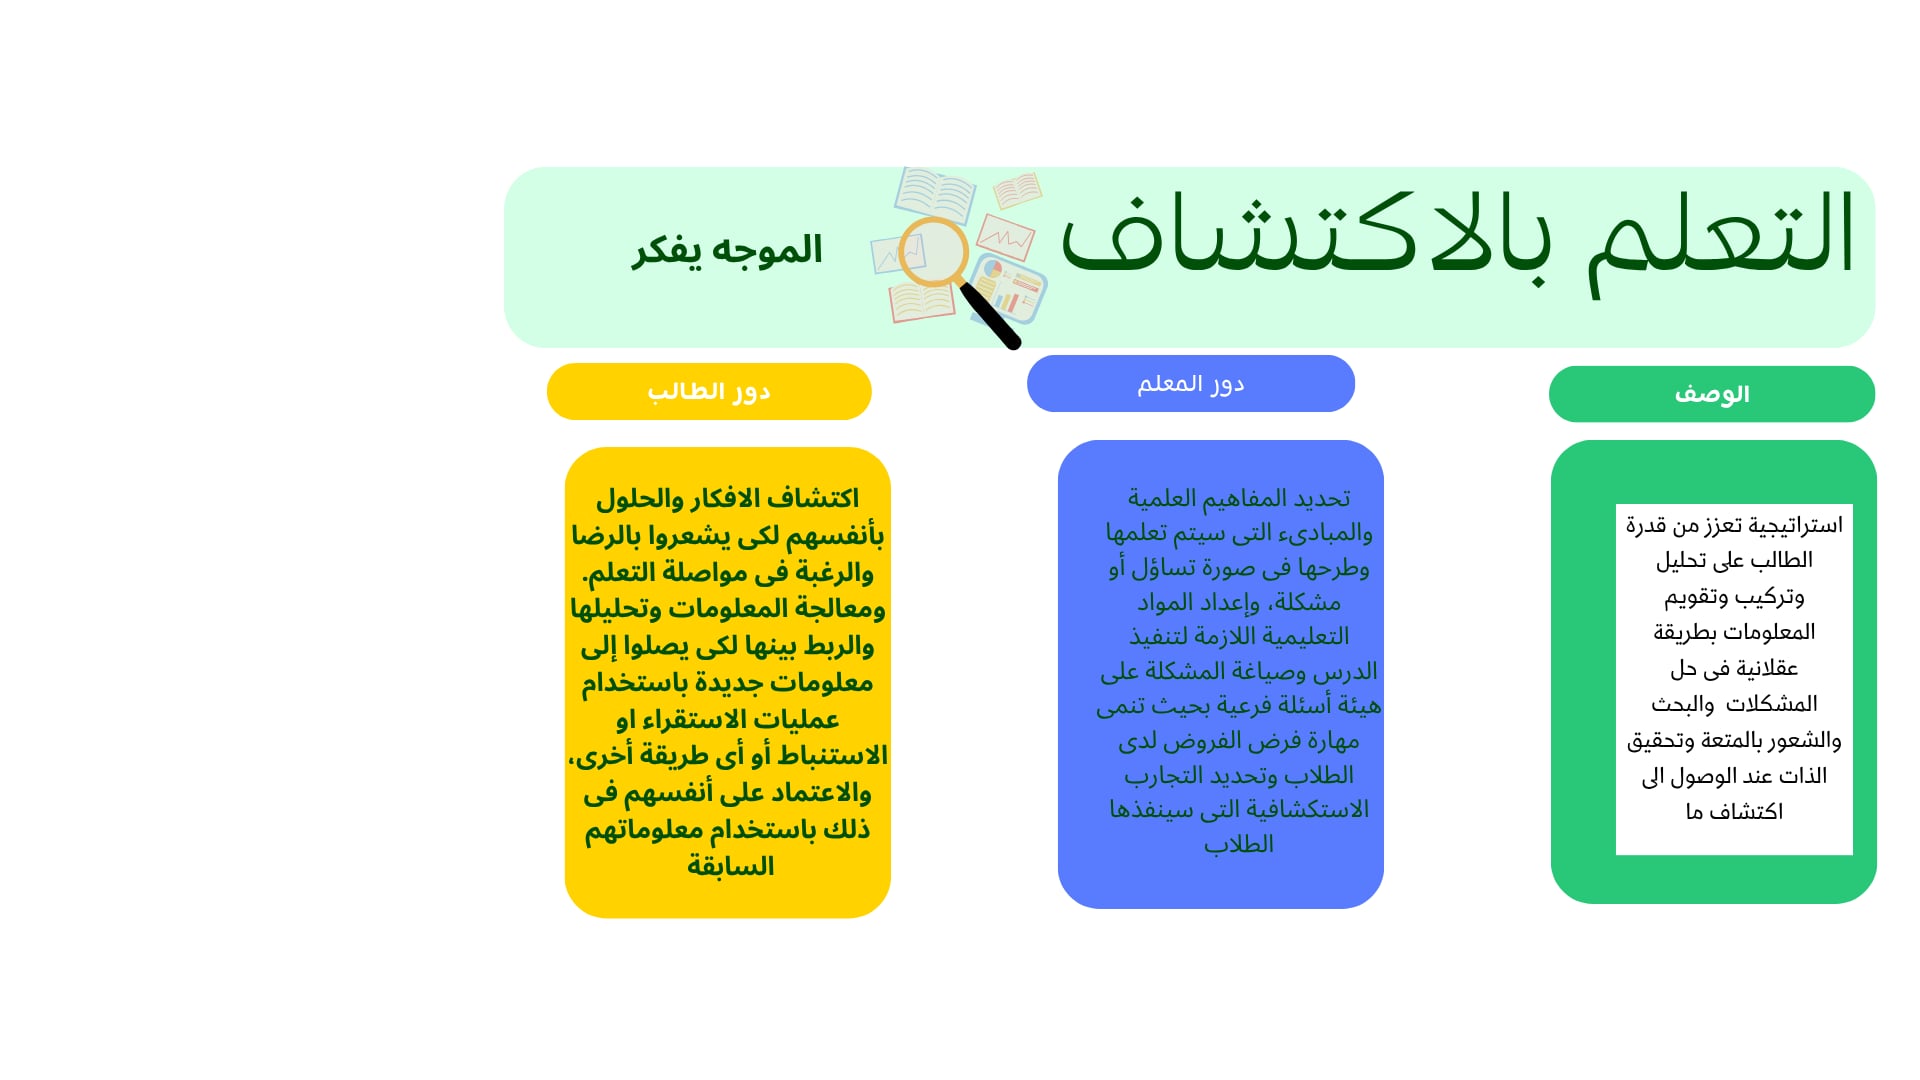 التعلم بالاكتشاف
الموجه يفكر
الوصف
استراتيجية تعزز من قدرة
الطالب على تحليل
وتركيب وتقويم
المعلومات بطريقة
عقلانية فى حل
المشكلات والبحث
والشعور بالمتعة وتحقيق
الذات عند الوصول الى
اكتشاف ما
دور المعلم
تحديد المفاهيم العلمية
والمبادىء التى سيتم تعلمها
وطرحها فى صورة تساؤل أو
مشكلة، وإعداد المواد
التعليمية اللازمة لتنفيذ
الدرس وصياغة المشكلة على
هيئة أسئلة فرعية بحيث تنمى
مهارة فرض الفروض لدى
الطلاب وتحديد التجارب
الاستكشافية التى سينفذها
الطلاب
دور الطالب
اكتشاف الافكار والحلول
بأنفسهم لكى يشعروا بالرضا
والرغبة فى مواصلة التعلم.
ومعالجة المعلومات وتحليلها
والربط بينها لكى يصلوا إلى
معلومات جديدة باستخدام
عمليات الاستقراء او
الاستنباط أو أى طريقة أخرى،
والاعتماد على أنفسهم فى
ذلك باستخدام معلوماتهم
السابقة